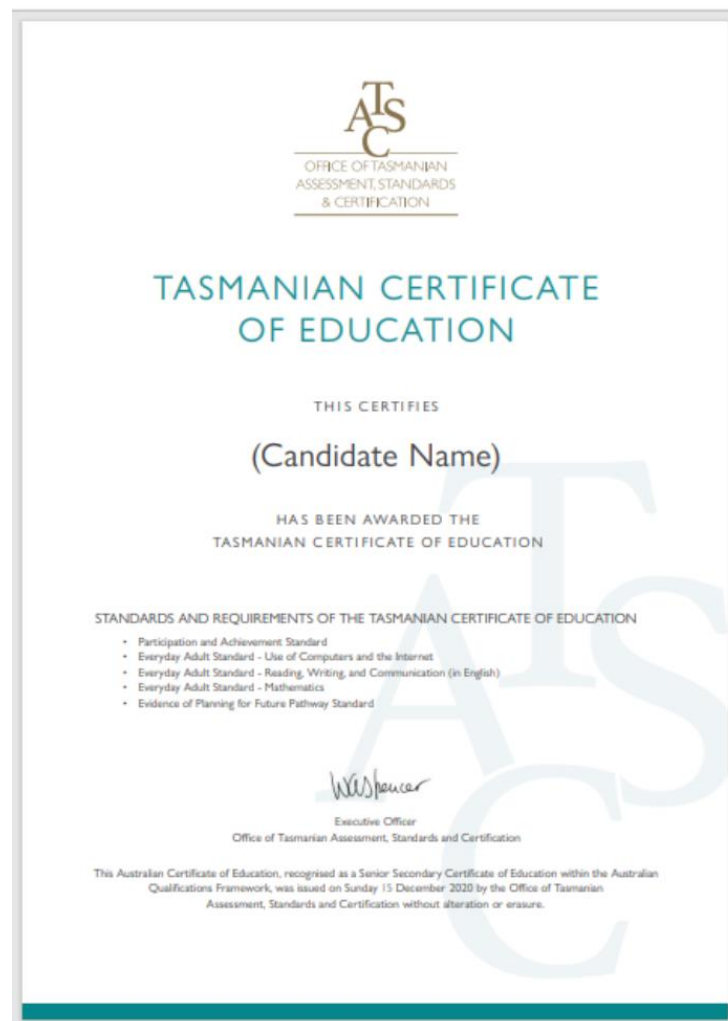 ATSC
OFFICE OF TASMANIAN
ASSESSMENT, STANDARDS
& CERTIFICATION
TASMANIAN CERTIFICATE
OF EDUCATION
THIS CERTIFIES
(Candidate Name)
HAS BEEN AWARDED THE
TASMANIAN CERTIFICATE OF EDUCATION
STANDARDS AND REQUIREMENTS OF THE TASMANIAN CERTIFICATE OF EDUCATION
• Participation and Achievement Standard
• Everyday Adult Standard - Use of Computers and the Internet
• Everyday Adult Standard - Reading, Writing, and Communication (in English)
• Everyday Adult Standard - Mathematics
• Evidence of Planning for Future Pathway Standard
Executive Officer
Office of Tasmanian Assessment, Standards and Certification
This Australian Certificate of Education, recognised as a Senior Secondary Certificate of Education within the Australian
Qualifications Framework, was issued on Sunday 15 December 2020 by the Office of Tasmanian
Assessment, Standards and Certification without alteration or erasure.
ATSC